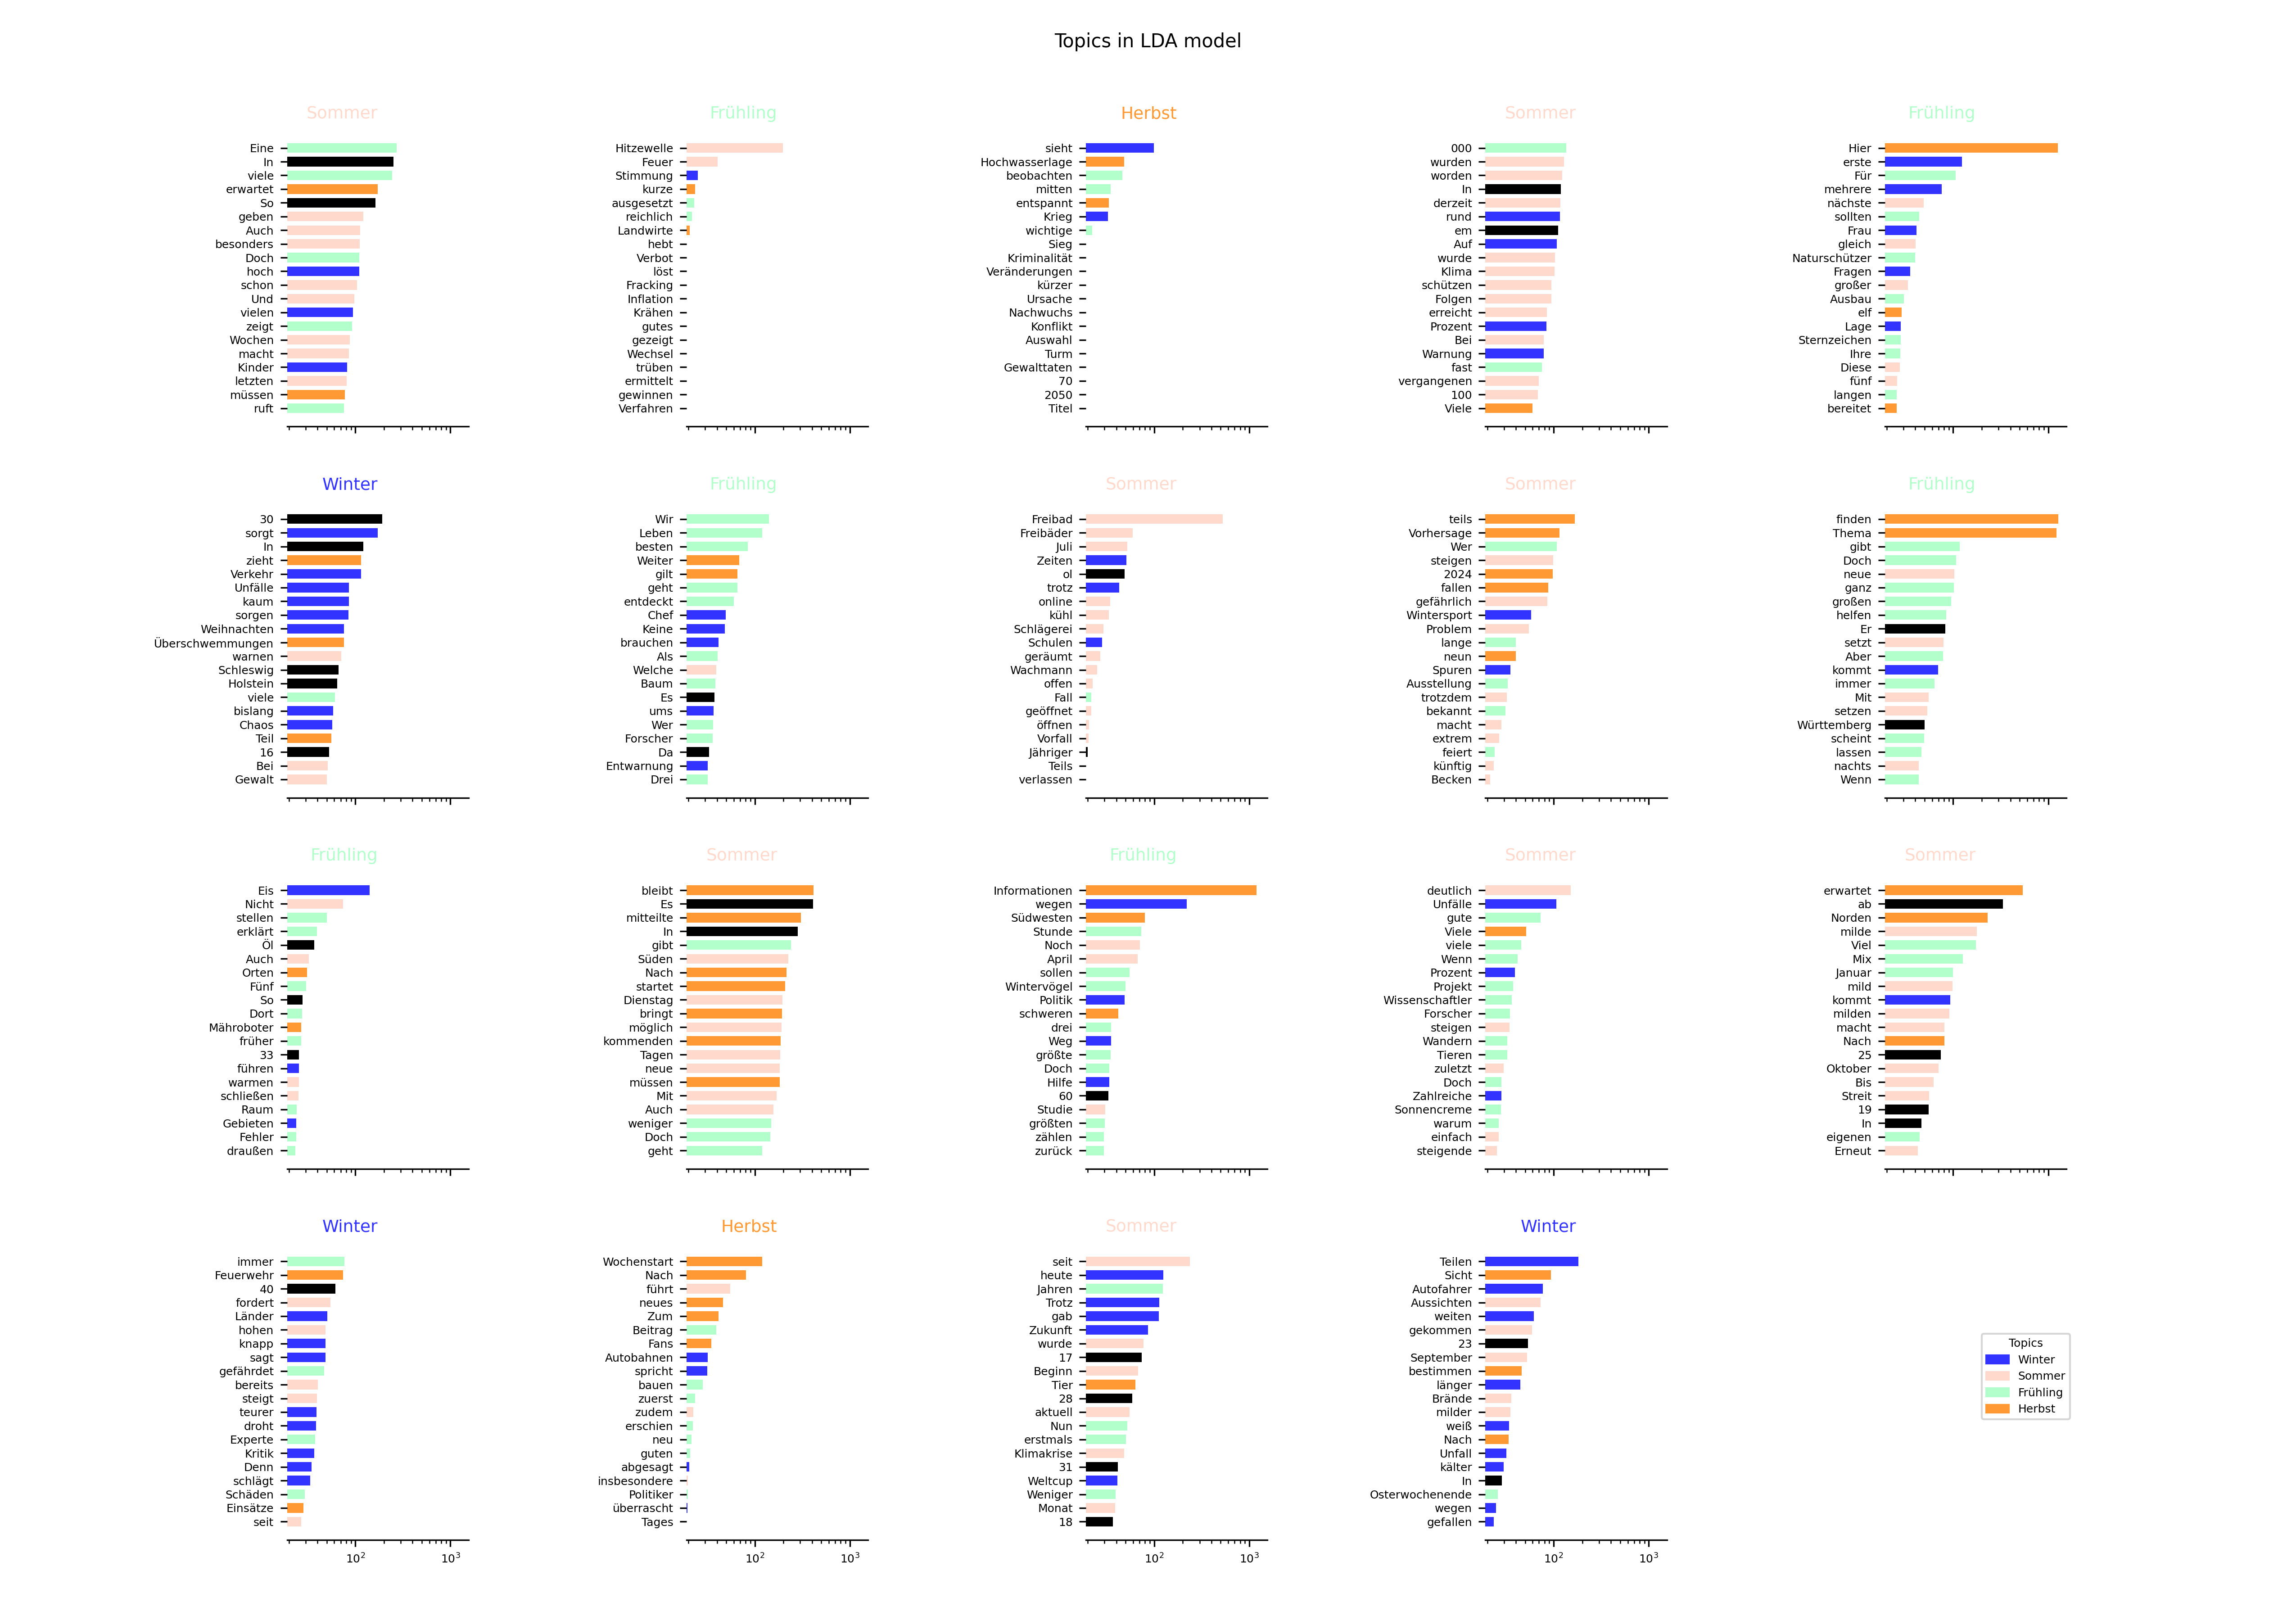 Topics in LDA model
Sommer
Eine
In
viele
erwartet
So
geben
Auch
besonders
Doch
hoch
schon
Und
vielen
zeigt
Wochen
macht
Kinder
letzten
müssen
ruft
Frühling
Hitzewelle
Feuer
Stimmung
kurze
ausgesetzt
reichlich
Landwirte
hebt
Verbot
löst
Fracking
Inflation
Krähen
gutes
gezeigt
Wechsel
trüben
ermittelt
gewinnen
Verfahren
Herbst
sieht
Hochwasserlage
beobachten
mitten
entspannt
Krieg
wichtige
Sieg
Kriminalität
Veränderungen
kürzer
Ursache
Nachwuchs
Konflikt
Auswahl
Turm
Gewalttaten
70
2050
Titel
Sommer
000
wurden
worden
In
derzeit
rund
em
Auf
wurde
Klima
schützen
Folgen
erreicht
Prozent
Bei
Warnung
fast
vergangenen
100
Viele
Frühling
Hier
erste
Für
mehrere
nächste
sollten
Frau
gleich
Naturschützer
Fragen
großer
Ausbau
elf
Lage
Sternzeichen
Ihre
Diese
fünf
langen
bereitet
Winter
30
sorgt
In
zieht
Verkehr
Unfälle
kaum
sorgen
Weihnachten
Überschwemmungen
warnen
Schleswig
Holstein
viele
bislang
Chaos
Teil
16
Bei
Gewalt
Frühling
Wir
Leben
besten
Weiter
gilt
geht
entdeckt
Chef
Keine
brauchen
Als
Welche
Baum
Es
ums
Wer
Forscher
Da
Entwarnung
Drei
Sommer
Freibad
Freibäder
Juli
Zeiten
ol
trotz
online
kühl
Schlägerei
Schulen
geräumt
Wachmann
offen
Fall
geöffnet
öffnen
Vorfall
Jähriger
Teils
verlassen
Sommer
teils
Vorhersage
Wer
steigen
2024
fallen
gefährlich
Wintersport
Problem
lange
neun
Spuren
Ausstellung
trotzdem
bekannt
macht
extrem
feiert
künftig
Becken
Frühling
finden
Thema
gibt
Doch
neue
ganz
großen
helfen
Er
setzt
Aber
kommt
immer
Mit
setzen
Württemberg
scheint
lassen
nachts
Wenn
Frühling
Eis
Nicht
stellen
erklärt
Öl
Auch
Orten
Fünf
So
Dort
Mähroboter
früher
33
führen
warmen
schließen
Raum
Gebieten
Fehler
draußen
Sommer
bleibt
Es
mitteilte
In
gibt
Süden
Nach
startet
Dienstag
bringt
möglich
kommenden
Tagen
neue
müssen
Mit
Auch
weniger
Doch
geht
Frühling
Informationen
wegen
Südwesten
Stunde
Noch
April
sollen
Wintervögel
Politik
schweren
drei
Weg
größte
Doch
Hilfe
60
Studie
größten
zählen
zurück
Sommer
deutlich
Unfälle
gute
Viele
viele
Wenn
Prozent
Projekt
Wissenschaftler
Forscher
steigen
Wandern
Tieren
zuletzt
Doch
Zahlreiche
Sonnencreme
warum
einfach
steigende
Sommer
erwartet
ab
Norden
milde
Viel
Mix
Januar
mild
kommt
milden
macht
Nach
25
Oktober
Bis
Streit
19
In
eigenen
Erneut
Winter
immer
Feuerwehr
40
fordert
Länder
hohen
knapp
sagt
gefährdet
bereits
steigt
teurer
droht
Experte
Kritik
Denn
schlägt
Schäden
Einsätze
seit
10²
10³
Herbst
Wochenstart
Nach
führt
neues
Zum
Beitrag
Fans
Autobahnen
spricht
bauen
zuerst
zudem
erschien
neu
guten
abgesagt
insbesondere
Politiker
überrascht
Tages
10²
10³
Sommer
seit
heute
Jahren
Trotz
gab
Zukunft
wurde
17
Beginn
Tier
28
aktuell
Nun
erstmals
Klimakrise
31
Weltcup
Weniger
Monat
18
10²
10³
Winter
Teilen
Sicht
Autofahrer
Aussichten
weiten
gekommen
23
September
bestimmen
länger
Brände
milder
weiß
Nach
Unfall
kälter
In
Osterwochenende
wegen
gefallen
10²
10³
Topics
Winter
Sommer
Frühling
Herbst